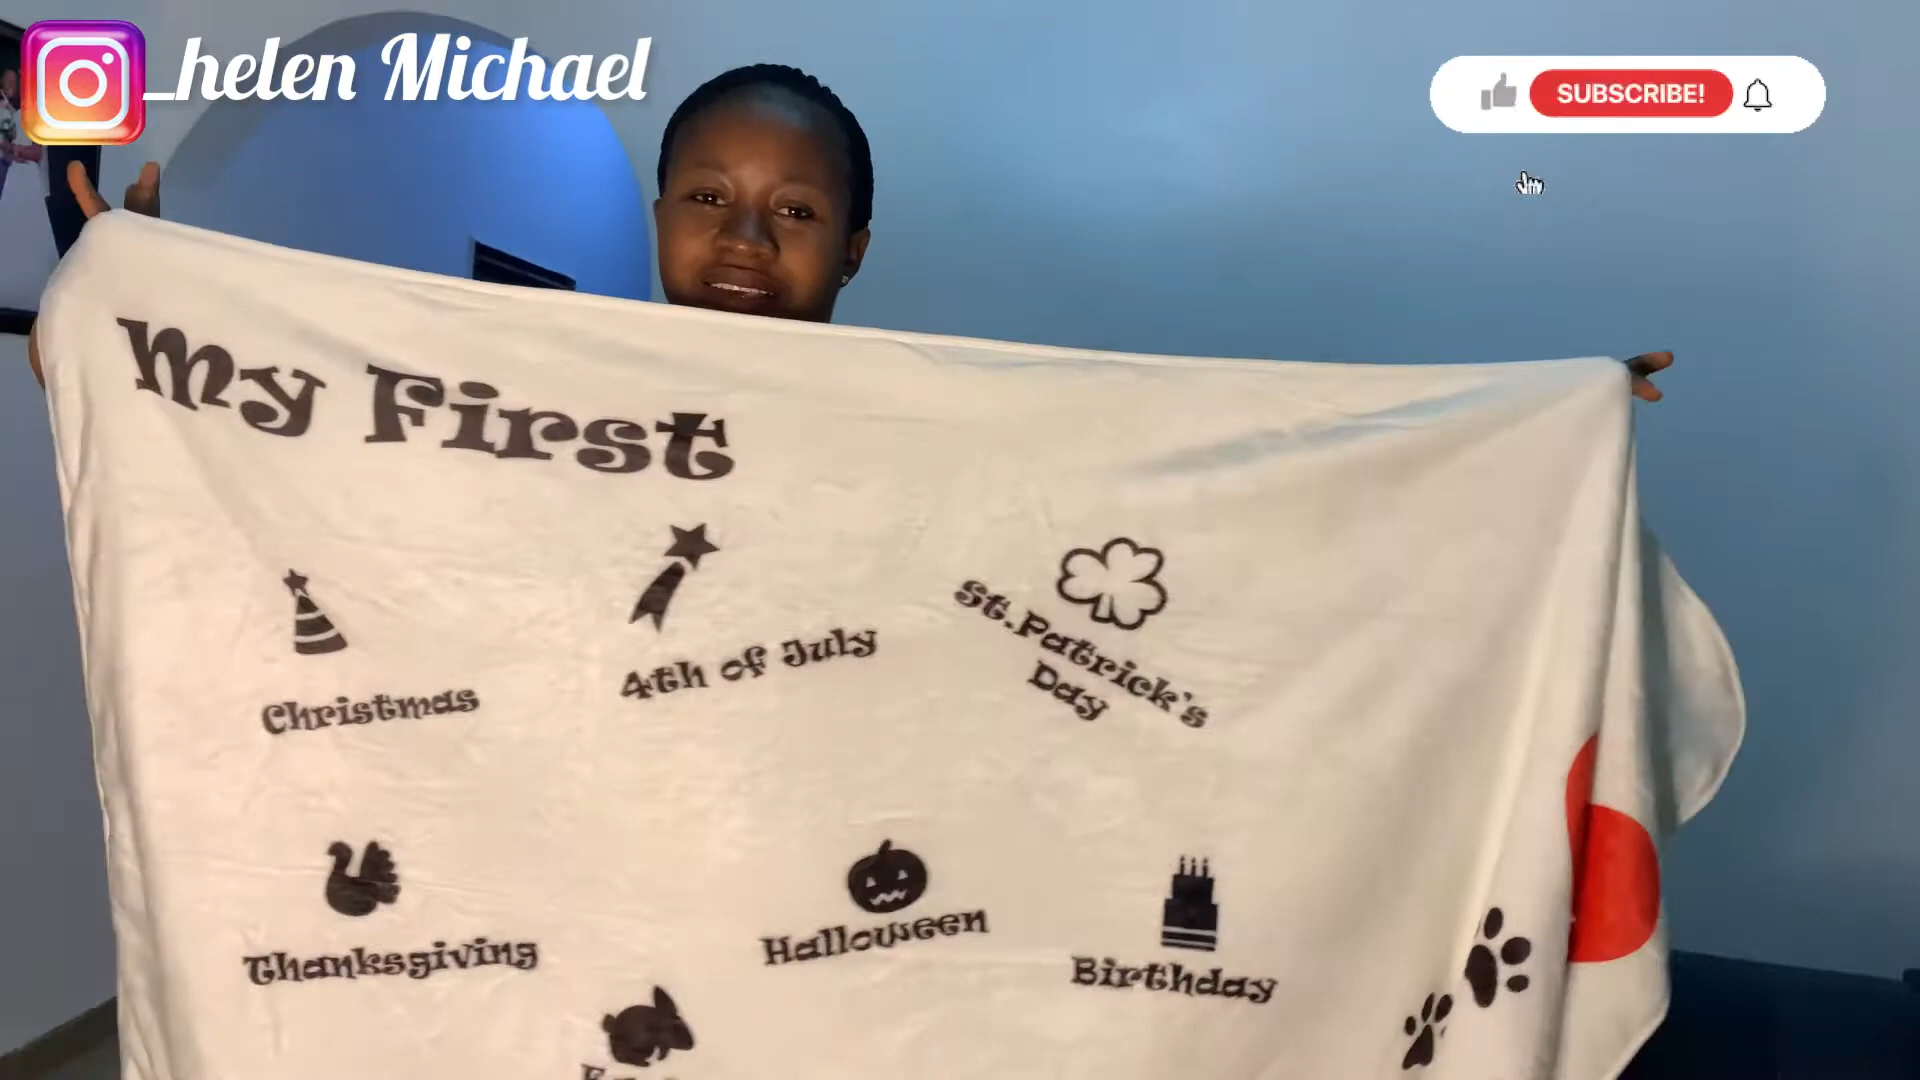 _helen Michael
SUBSCRIBE!
My First
Christmas
4th of July
St. Patrick's
Day
Thanksgiving
Halloween
Birthday